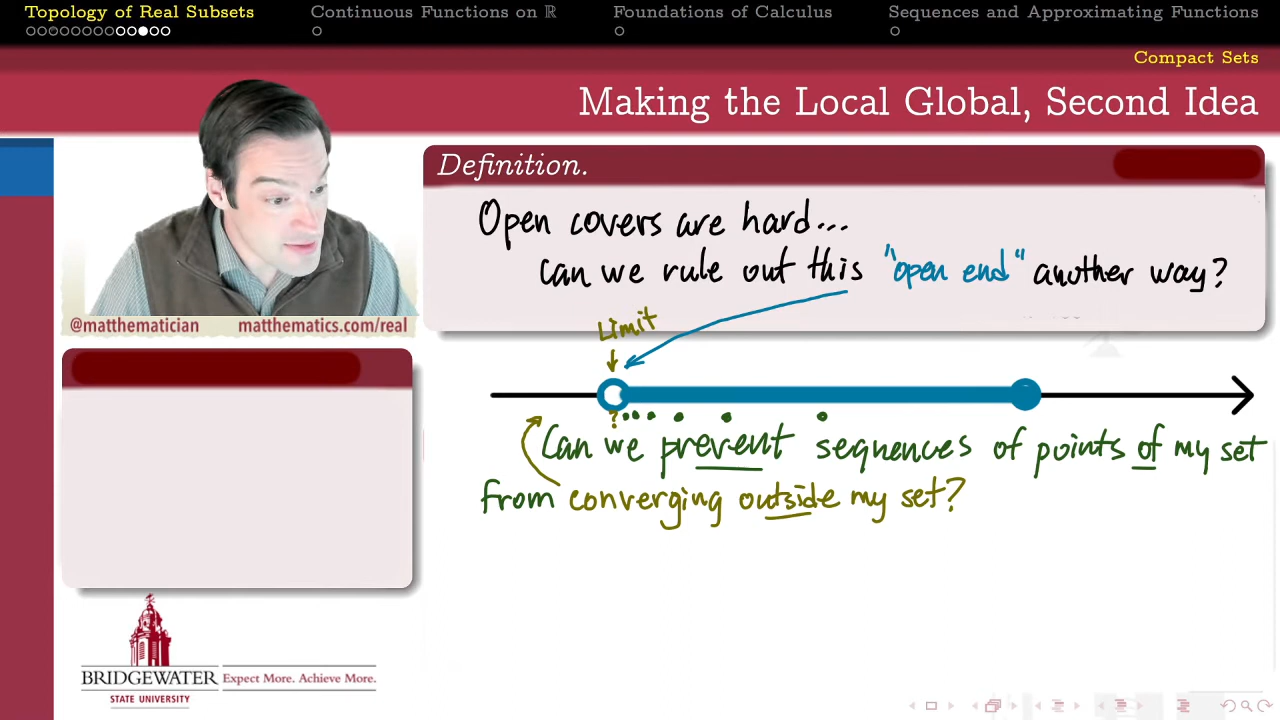 Topology of Real Subsets Continuous Functions on ℝ Foundations of Calculus Sequences and Approximating Functions
Compact Sets
Making the Local Global, Second Idea
Definition.
Open covers are hard...
can we rule out this "open end" another way?
Limit
?
Can we prevent sequences of points of my set
from converging outside my set?
@matthematician matthematics.com/real
BRIDGEWATER Expect More. Achieve More.
STATE UNIVERSITY